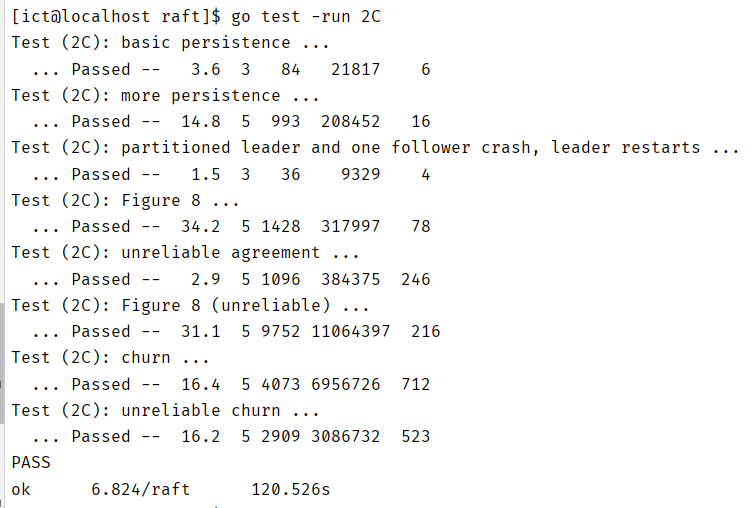 [ict@localhost raft]$ go test -run 2C
Test (2C): basic persistence ...
  ... Passed --   3.6  3   84   21817    6
Test (2C): more persistence ...
  ... Passed --  14.8  5  993  208452   16
Test (2C): partitioned leader and one follower crash, leader restarts ...
  ... Passed --   1.5  3   36    9329    4
Test (2C): Figure 8 ...
  ... Passed --  34.2  5 1428  317997   78
Test (2C): unreliable agreement ...
  ... Passed --   2.9  5 1096  384375  246
Test (2C): Figure 8 (unreliable) ...
  ... Passed --  31.1  5 9752 11064397  216
Test (2C): churn ...
  ... Passed --  16.4  5 4073 6956726  712
Test (2C): unreliable churn ...
  ... Passed --  16.2  5 2909 3086732  523
PASS
ok      6.824/raft      120.526s